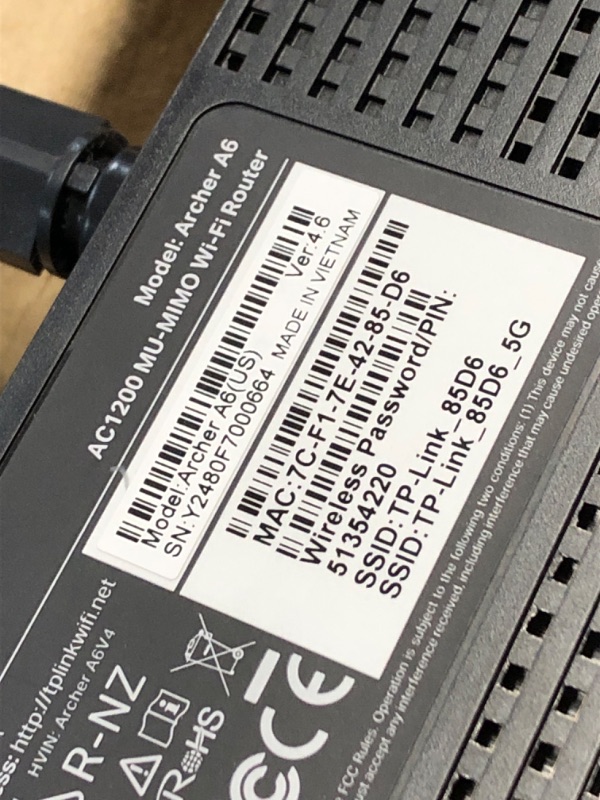 Model: Archer A6
AC1200 MU-MIMO Wi-Fi Router
Ver:4.6
Model:Archer A6(US)
SN:Y2480F7000664 MADE IN VIETNAM
MAC:7C-F1-7E-42-85-D6
Wireless Password/PIN:
51354220
SSID:TP-Link_85D6
SSID:TP-Link_85D6_5G
ss: http://tplinkwifi.net
HVIN: Archer A6V4
R-NZ
RoHS
FCC
CE
FCC Rules. Operation is subject to the following two conditions: (1) This device may not cause
must accept any interference received, including interference that may cause undesired